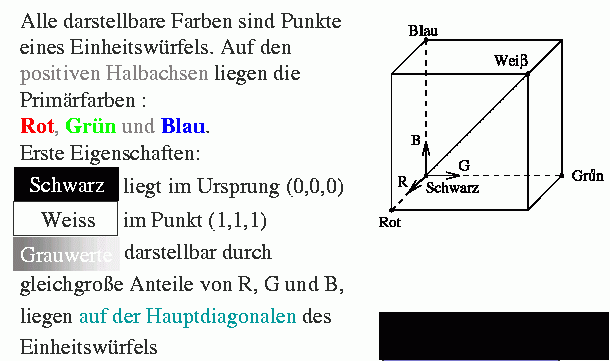 Alle darstellbare Farben sind Punkte
eines Einheitswürfels. Auf den
positiven Halbachsen liegen die
Primärfarben :
Rot, Grün und Blau.
Erste Eigenschaften:
Schwarz liegt im Ursprung (0,0,0)
Weiss im Punkt (1,1,1)
Grauwerte darstellbar durch
gleichgroße Anteile von R, G und B,
liegen auf der Hauptdiagonalen des
Einheitswürfels
Blau
Weiß
B
G
R
Schwarz
Grün
Rot